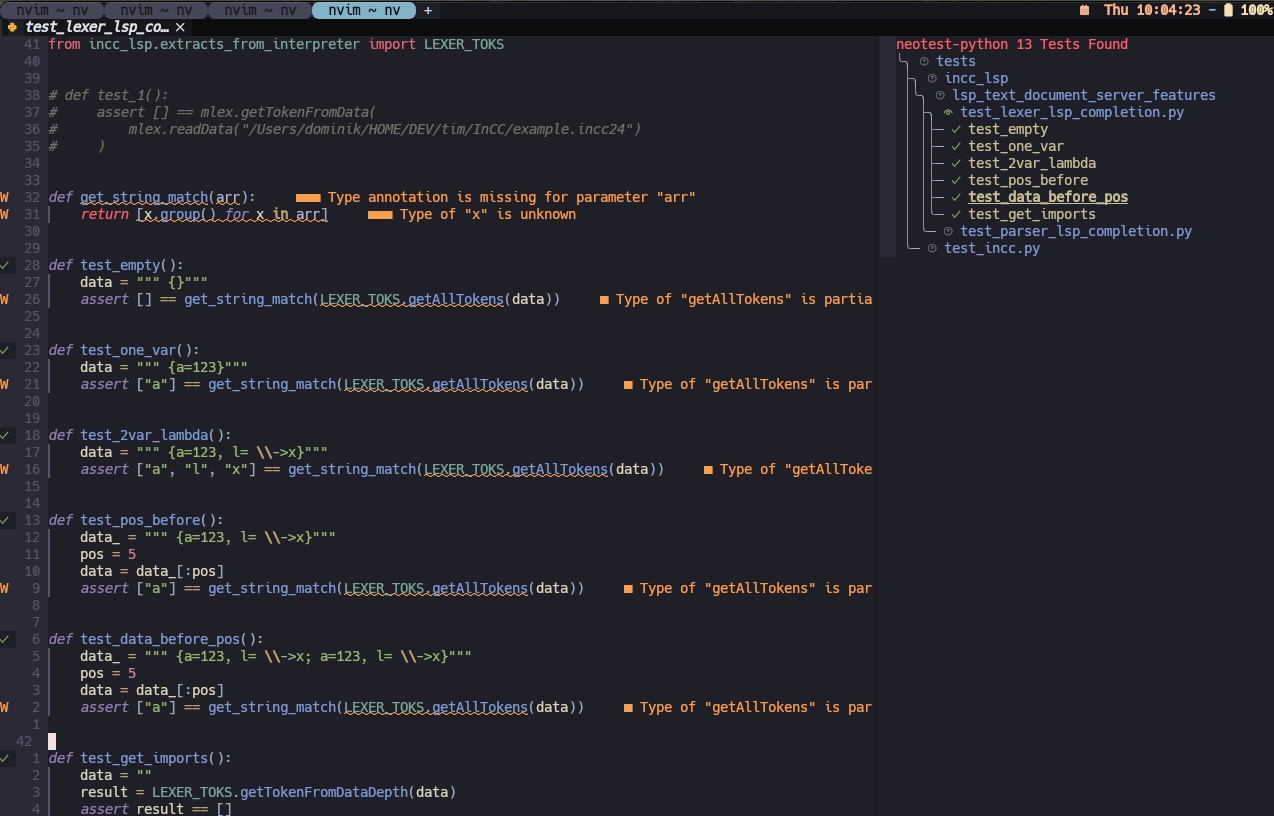 nvim ~ nv nvim ~ nv nvim ~ nv nvim ~ nv + Thu 10:04:23 - 100%
test_lexer_lsp_co… ×
41 from incc_lsp.extracts_from_interpreter import LEXER_TOKS
40
39
38 # def test_1():
37 #     assert [] == mlex.getTokenFromData(
36 #         mlex.readData("/Users/dominik/HOME/DEV/tim/InCC/example.incc24")
35 #     )
34
33
W 32 def get_string_match(arr): Type annotation is missing for parameter "arr"
W 31     return [x.group() for x in arr] Type of "x" is unknown
30
29
✓ 28 def test_empty():
27     data = """ {}"""
W 26     assert [] == get_string_match(LEXER_TOKS.getAllTokens(data)) ■ Type of "getAllTokens" is partia
25
24
✓ 23 def test_one_var():
22     data = """ {a=123}"""
W 21     assert ["a"] == get_string_match(LEXER_TOKS.getAllTokens(data)) ■ Type of "getAllTokens" is par
20
19
✓ 18 def test_2var_lambda():
17     data = """ {a=123, l= \\->x}"""
W 16     assert ["a", "l", "x"] == get_string_match(LEXER_TOKS.getAllTokens(data)) ■ Type of "getAllToke
15
14
✓ 13 def test_pos_before():
12     data_ = """ {a=123, l= \\->x}"""
11     pos = 5
10     data = data_[:pos]
W 9     assert ["a"] == get_string_match(LEXER_TOKS.getAllTokens(data)) ■ Type of "getAllTokens" is par
8
7
✓ 6 def test_data_before_pos():
5     data_ = """ {a=123, l= \\->x; a=123, l= \\->x}"""
4     pos = 5
3     data = data_[:pos]
W 2     assert ["a"] == get_string_match(LEXER_TOKS.getAllTokens(data)) ■ Type of "getAllTokens" is par
1
42
✓ 1 def test_get_imports():
2     data = ""
3     result = LEXER_TOKS.getTokenFromDataDepth(data)
4     assert result == []
neotest-python 13 Tests Found
tests
incc_lsp
lsp_text_document_server_features
test_lexer_lsp_completion.py
✓ test_empty
✓ test_one_var
✓ test_2var_lambda
✓ test_pos_before
✓ test_data_before_pos
✓ test_get_imports
test_parser_lsp_completion.py
test_incc.py